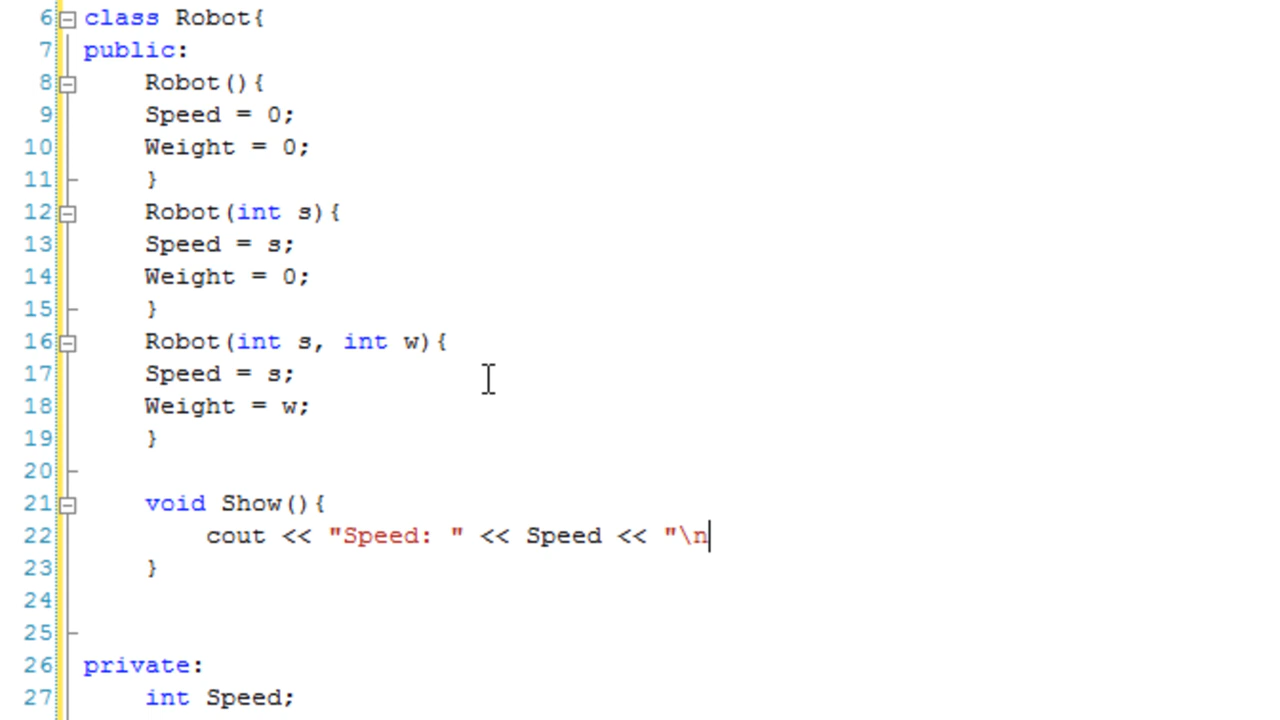 6 class Robot{
7 public:
8     Robot(){
9     Speed = 0;
10     Weight = 0;
11     }
12     Robot(int s){
13     Speed = s;
14     Weight = 0;
15     }
16     Robot(int s, int w){
17     Speed = s;
18     Weight = w;
19     }
20
21     void Show(){
22         cout << "Speed: " << Speed << "\n
23     }
24
25
26 private:
27     int Speed;